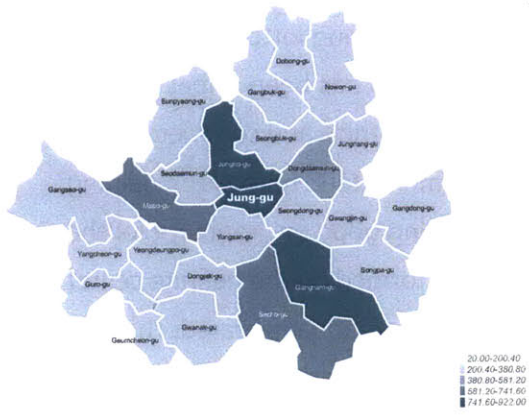 Dobong-gu
Nowon-gu
Gangbuk-gu
Eunpyeong-gu
Seongbuk-gu
Jungnang-gu
Jongno-gu
Dongdaemun-gu
Seodaemun-gu
Gangseo-gu
Mapo-gu
Jung-gu
Seongdong-gu
Gwangjin-gu
Gangdong-gu
Yongsan-gu
Yangcheon-gu
Yeongdeungpo-gu
Songpa-gu
Dongjak-gu
Guro-gu
Gangnam-gu
Seocho-gu
Gwanak-gu
Geumcheon-gu
20.00-200.40
200.40-380.80
380.80-581.20
581.20-741.60
741.60-922.00